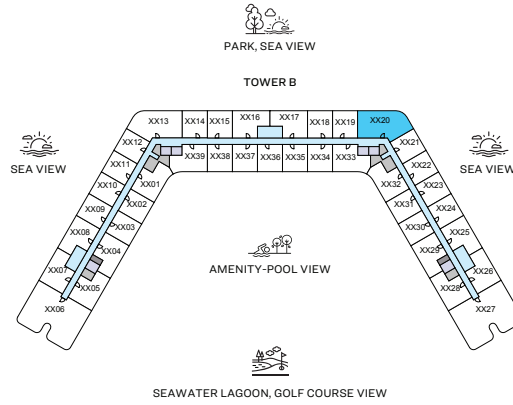 PARK, SEA VIEW
TOWER B
XX13
XX14
XX15
XX16
XX17
XX18
XX19
XX20
XX12
XX21
SEA VIEW
SEA VIEW
XX39
XX38
XX37
XX36
XX35
XX34
XX33
XX11
XX22
XX10
XX01
XX32
XX23
XX09
XX02
XX31
XX24
XX08
XX03
XX30
XX25
XX07
XX04
XX29
XX26
XX05
XX28
XX06
XX27
AMENITY-POOL VIEW
SEAWATER LAGOON, GOLF COURSE VIEW